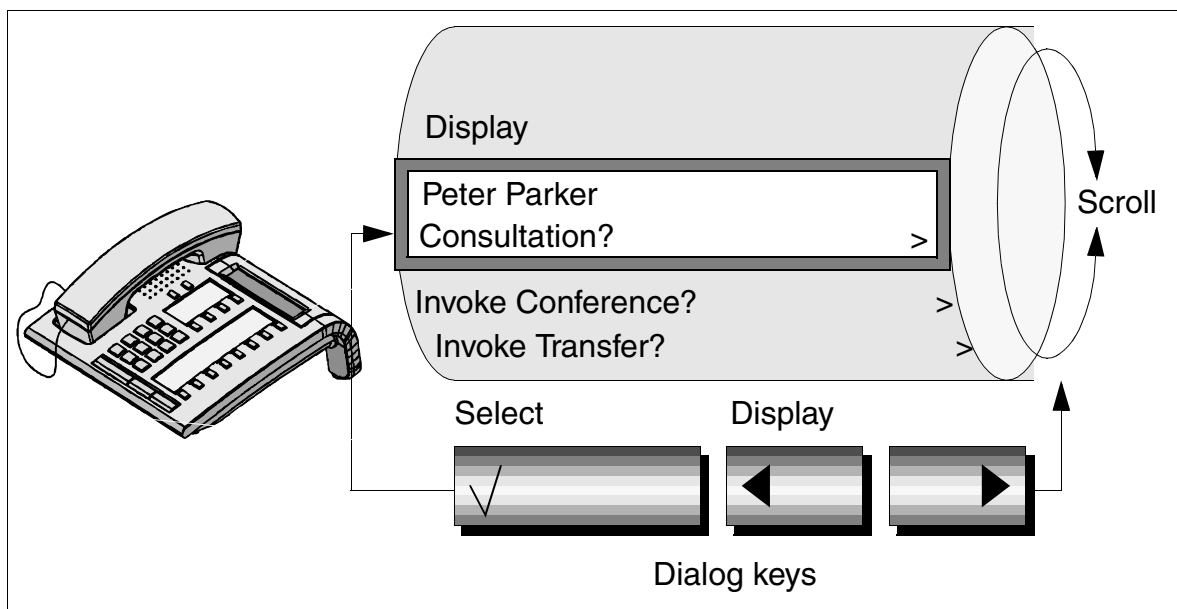 Display
Peter Parker
Consultation? >
Scroll
Invoke Conference? >
Invoke Transfer? >
Select
Display
Dialog keys